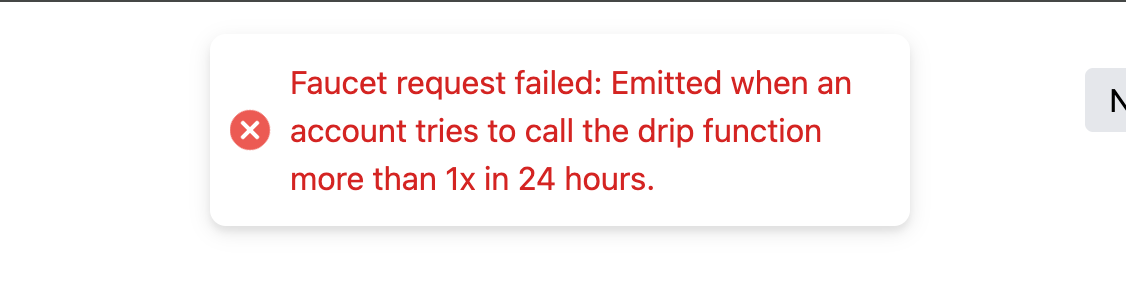 Faucet request failed: Emitted when an
account tries to call the drip function
more than 1x in 24 hours.
N